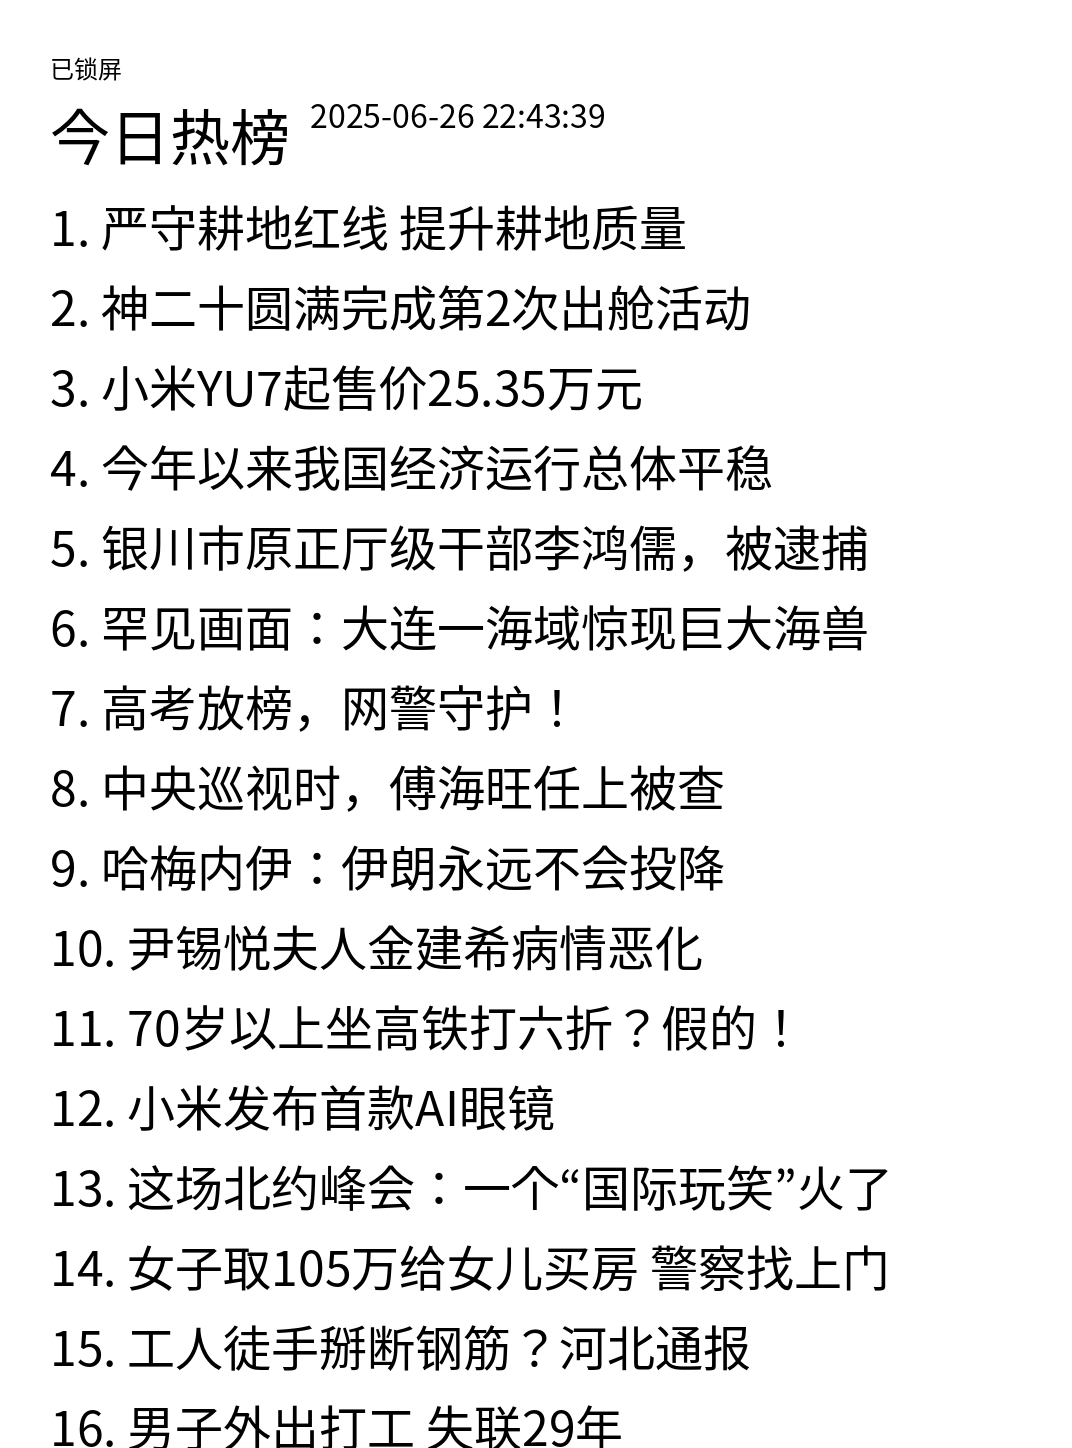 已锁屏
今日热榜 2025-06-26 22:43:39
1. 严守耕地红线 提升耕地质量
2. 神二十圆满完成第2次出舱活动
3. 小米YU7起售价25.35万元
4. 今年以来我国经济运行总体平稳
5. 银川市原正厅级干部李鸿儒，被逮捕
6. 罕见画面：大连一海域惊现巨大海兽
7. 高考放榜，网警守护！
8. 中央巡视时，傅海旺任上被查
9. 哈梅内伊：伊朗永远不会投降
10. 尹锡悦夫人金建希病情恶化
11. 70岁以上坐高铁打六折？假的！
12. 小米发布首款AI眼镜
13. 这场北约峰会：一个“国际玩笑”火了
14. 女子取105万给女儿买房 警察找上门
15. 工人徒手掰断钢筋？河北通报
16. 男子外出打工 失联29年